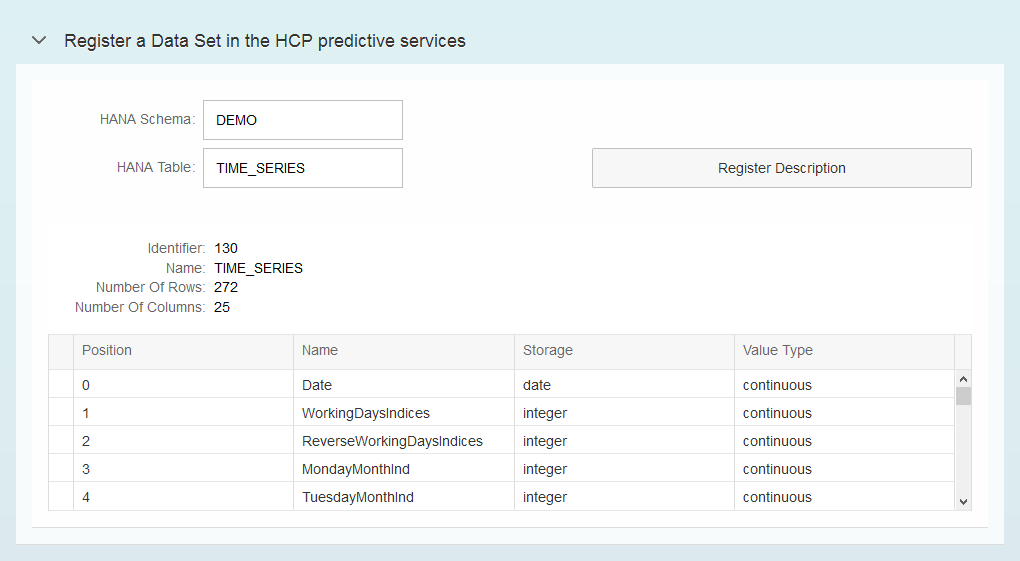 Register a Data Set in the HCP predictive services
HANA Schema: DEMO
HANA Table: TIME_SERIES
Register Description
Identifier: 130
Name: TIME_SERIES
Number Of Rows: 272
Number Of Columns: 25
Position Name Storage Value Type
0 Date date continuous
1 WorkingDaysIndices integer continuous
2 ReverseWorkingDaysIndices integer continuous
3 MondayMonthInd integer continuous
4 TuesdayMonthInd integer continuous